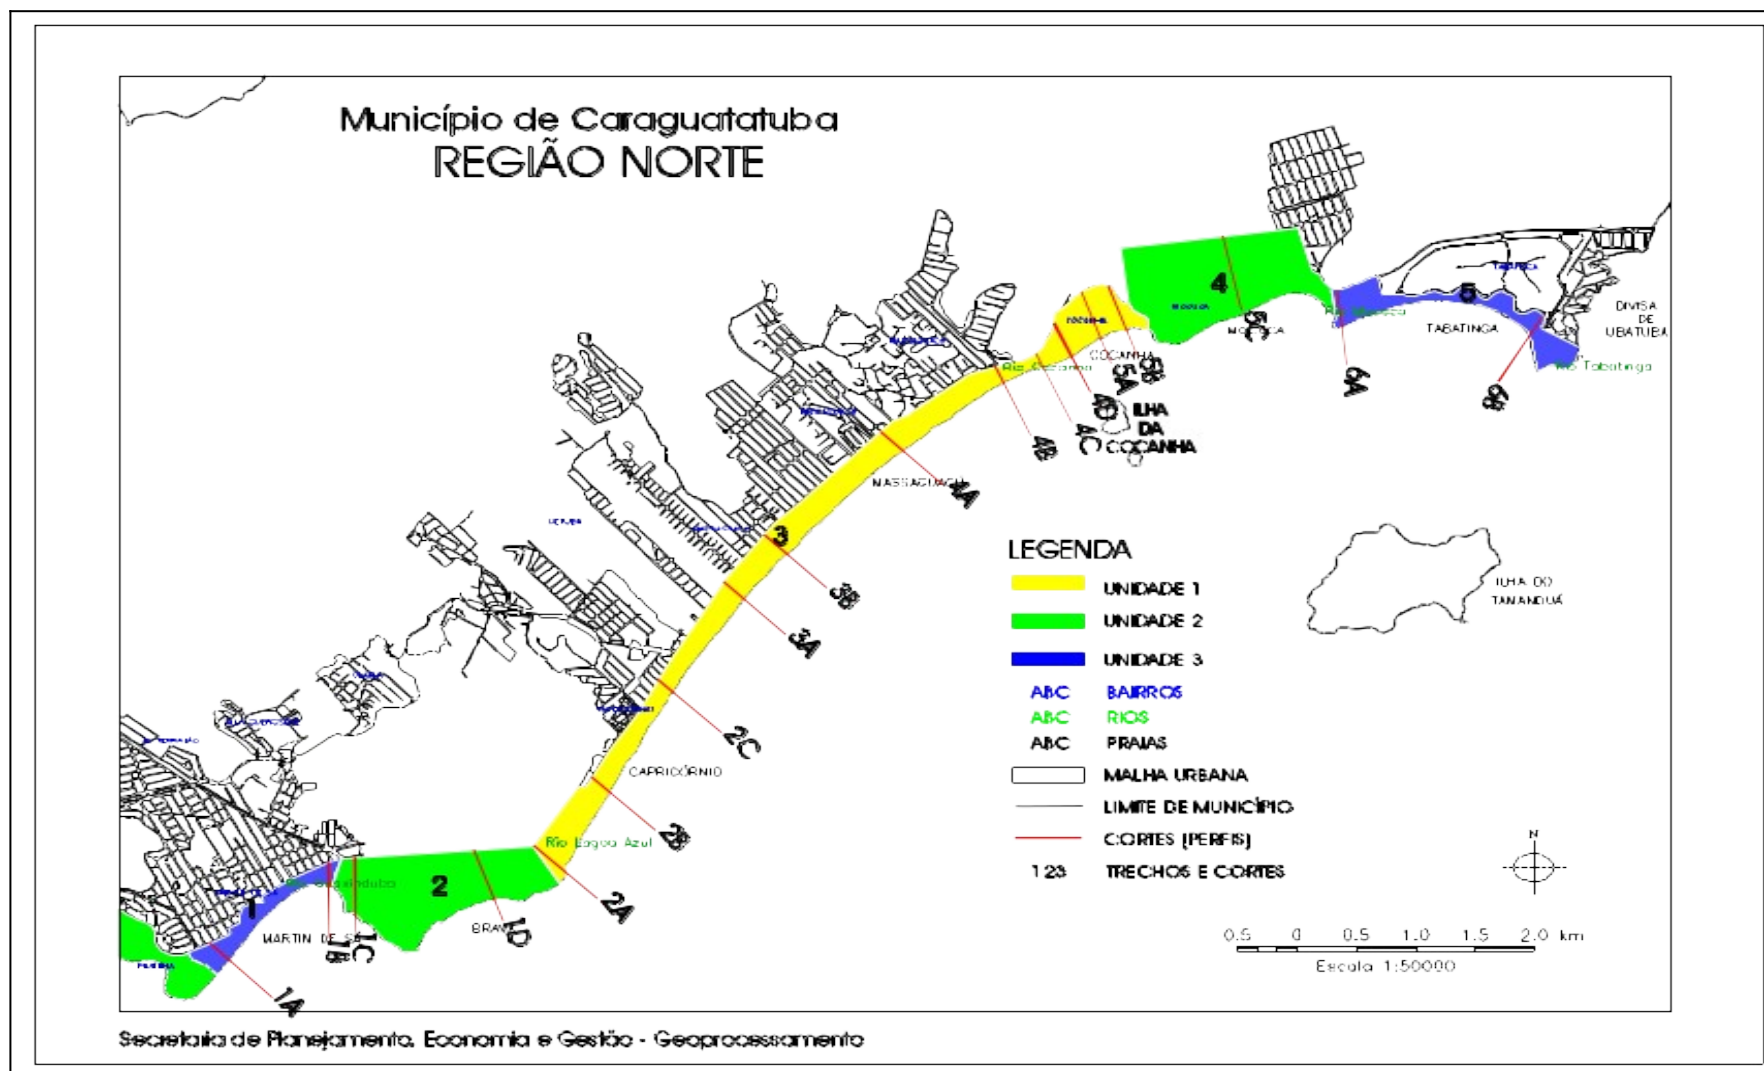 Município de Caraguatatuba
REGIÃO NORTE
4
5
TABATINGA
DIVISA
DE
UBATUBA
Rio Tabatinga
COCANHA
5C
5B
5A
6A
6B
4D
4C
4B
ILHA
DA
COCANHA
MASSAGUAÇÚ
4A
3
3B
3A
ILHA DO
TAMANDUÁ
LEGENDA
UNIDADE 1
UNIDADE 2
UNIDADE 3
ABC BAIRROS
ABC RIOS
ABC PRAIAS
MALHA URBANA
LIMITE DE MUNICÍPIO
CORTES (PERFIS)
1 2 3 TRECHOS E CORTES
2C
CAPRICÓRNIO
2B
Rio Lagoa Azul
2A
2
1
MARTIN DE SÁ
1B
1C
1D
1A
N
0.5 0 0.5 1.0 1.5 2.0 km
Escala 1:50000
Secretaria de Planejamento, Economia e Gestão - Geoprocessamento